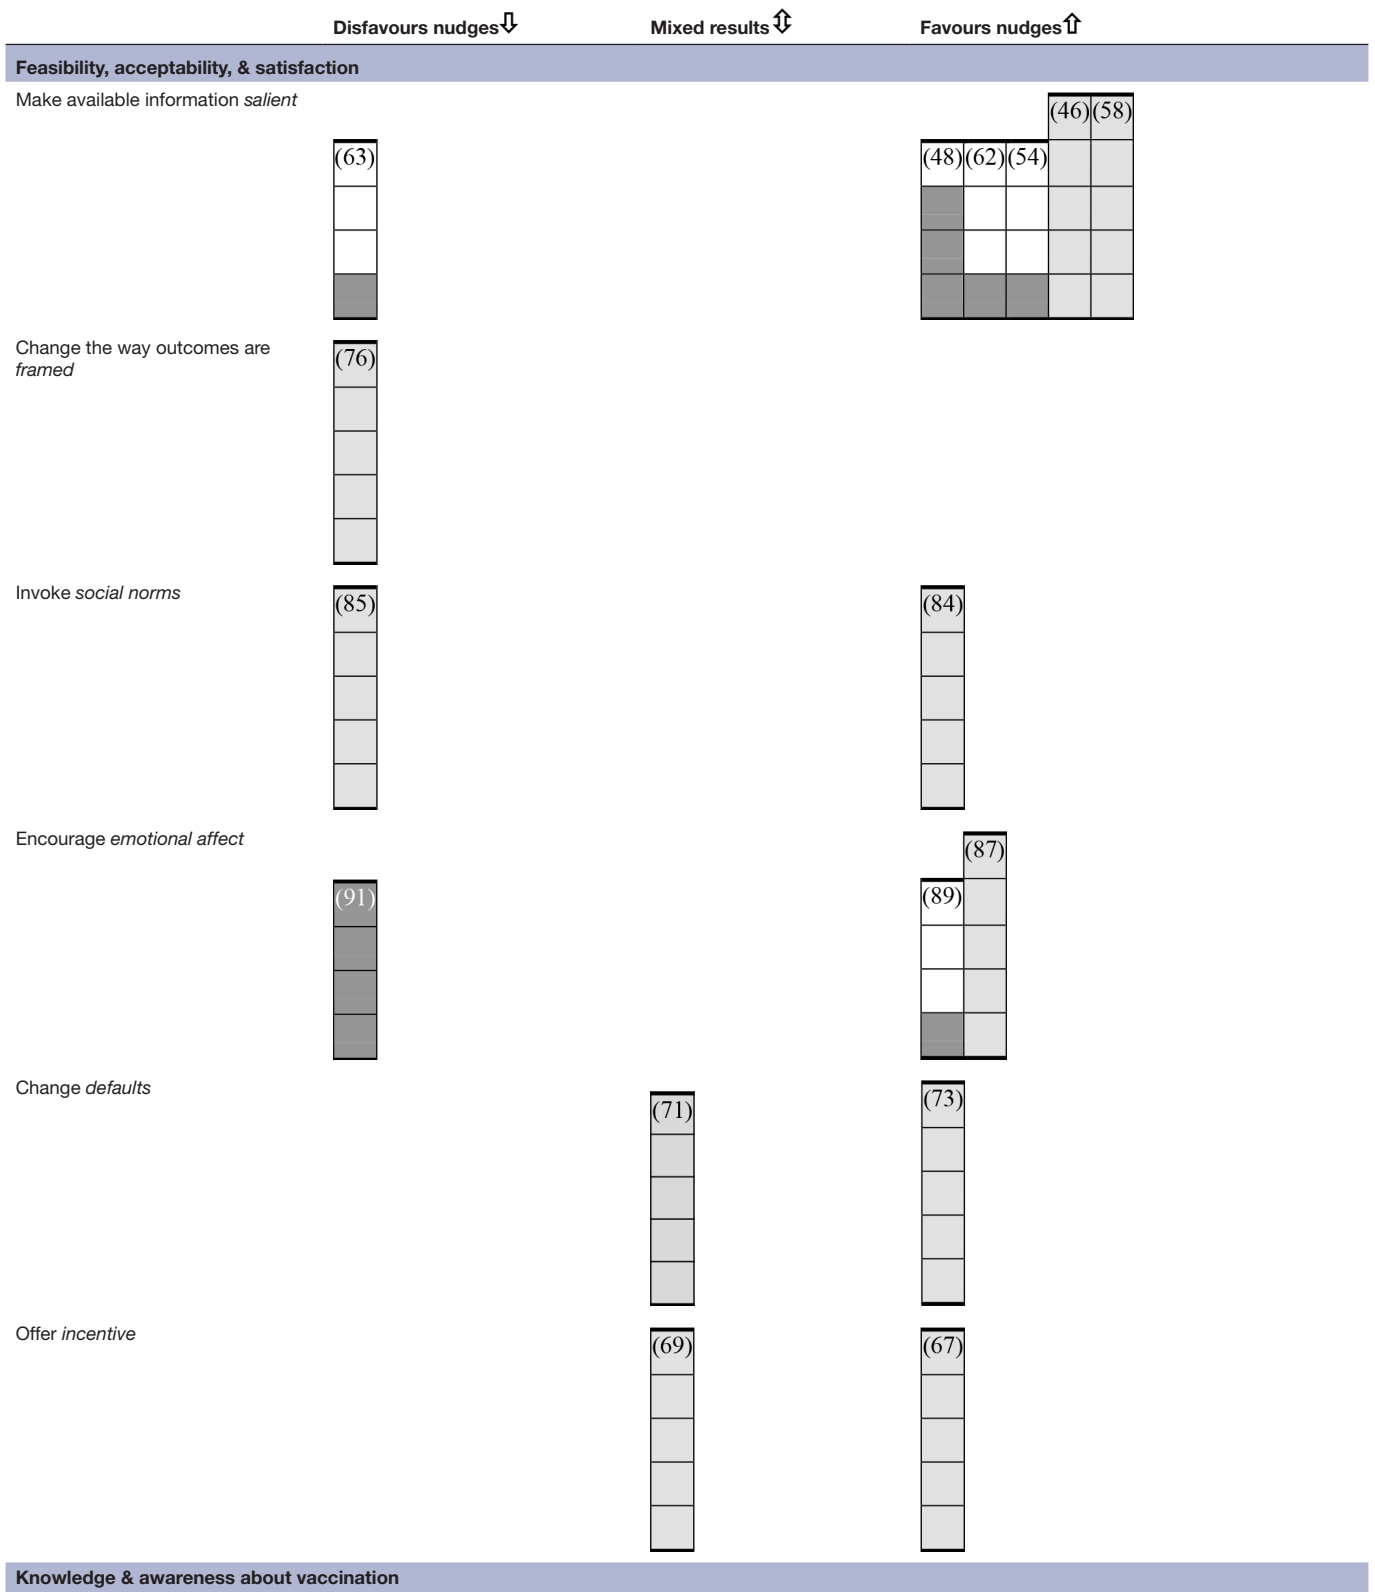 Disfavours nudges⇩ Mixed results⇕ Favours nudges⇧
Feasibility, acceptability, & satisfaction
Make available information salient
(46) (58)
(63) (48) (62) (54)
Change the way outcomes are
framed
(76)
Invoke social norms
(85) (84)
Encourage emotional affect
(87)
(91) (89)
Change defaults
(71) (73)
Offer incentive
(69) (67)
Knowledge & awareness about vaccination